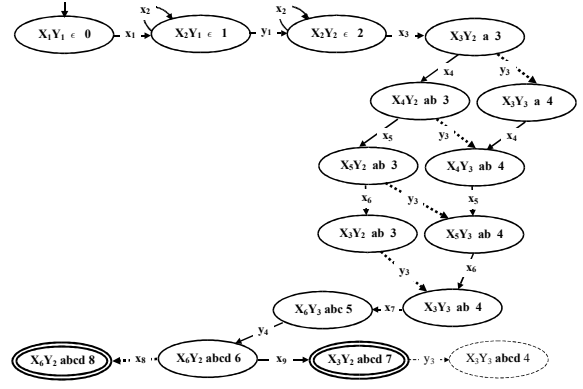 x₂ x₂
X₁Y₁ ϵ 0 x₁ X₂Y₁ ϵ 1 y₁ X₂Y₂ ϵ 2 x₃ X₃Y₂ a 3
x₄ y₃
X₄Y₂ ab 3 X₃Y₃ a 4
x₅ y₃ x₄
X₅Y₂ ab 3 X₄Y₃ ab 4
x₆ y₃ x₅
X₃Y₂ ab 3 X₅Y₃ ab 4
y₃ x₆
X₆Y₃ abc 5 x₇ X₃Y₃ ab 4
y₄
X₆Y₂ abcd 8 x₈ X₆Y₂ abcd 6 x₉ X₃Y₂ abcd 7 y₃ X₃Y₃ abcd 4